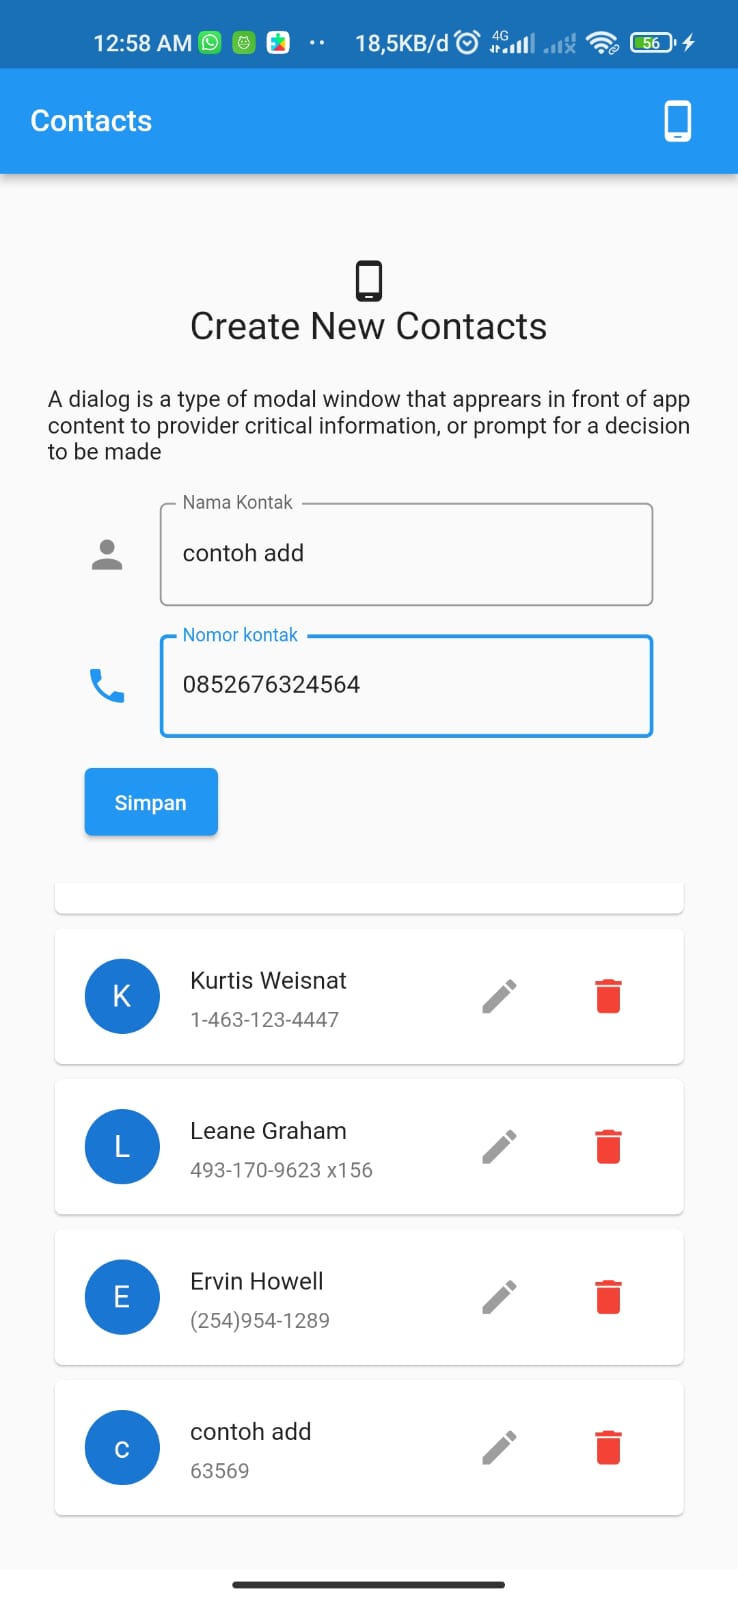 12:58 AM 18,5KB/d 4G 56
Contacts
Create New Contacts
A dialog is a type of modal window that apprears in front of app
content to provider critical information, or prompt for a decision
to be made
Nama Kontak
contoh add
Nomor kontak
0852676324564
Simpan
K
Kurtis Weisnat
1-463-123-4447
L
Leane Graham
493-170-9623 x156
E
Ervin Howell
(254)954-1289
c
contoh add
63569